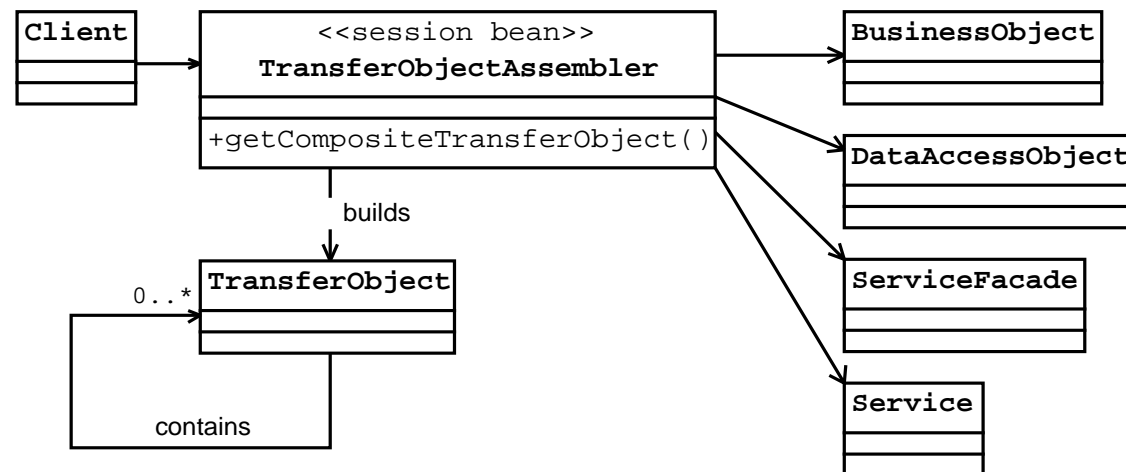 Client
<<session bean>>
TransferObjectAssembler
+getCompositeTransferObject()
BusinessObject
DataAccessObject
builds
TransferObject
0..*
contains
ServiceFacade
Service